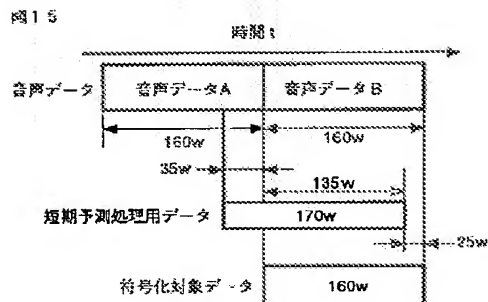 図15
時間t
音声データ 音声データA 音声データB
160w 160w
35w
135w
短期予測処理用データ 170w
25w
符号化対象データ 160w